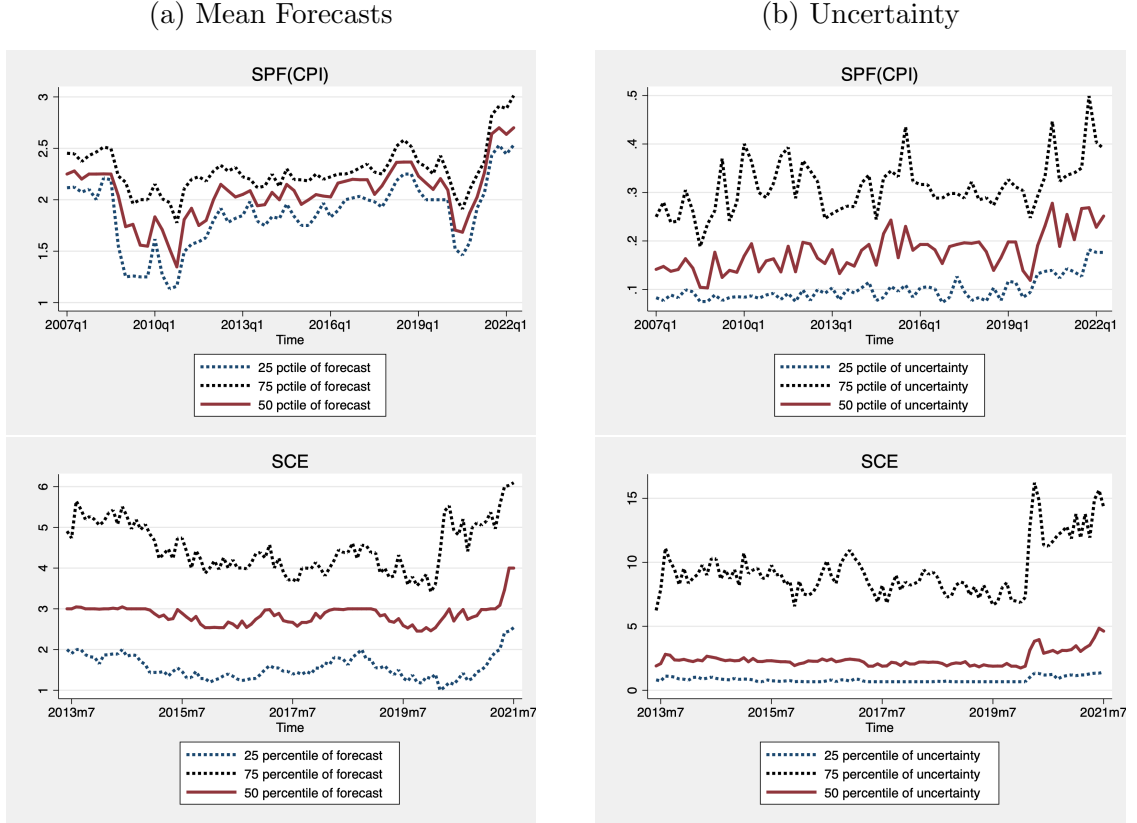 (a) Mean Forecasts
(b) Uncertainty
SPF(CPI)
3
2.5
2
1.5
1
2007q1 2010q1 2013q1 2016q1 2019q1 2022q1
Time
25 pctile of forecast
75 pctile of forecast
50 pctile of forecast
SPF(CPI)
.5
.4
.3
.2
.1
2007q1 2010q1 2013q1 2016q1 2019q1 2022q1
Time
25 pctile of uncertainty
75 pctile of uncertainty
50 pctile of uncertainty
SCE
6
5
4
3
2
1
2013m7 2015m7 2017m7 2019m7 2021m7
Time
25 percentile of forecast
75 percentile of forecast
50 percentile of forecast
SCE
15
10
5
0
2013m7 2015m7 2017m7 2019m7 2021m7
Time
25 percentile of uncertainty
75 percentile of uncertainty
50 percentile of uncertainty